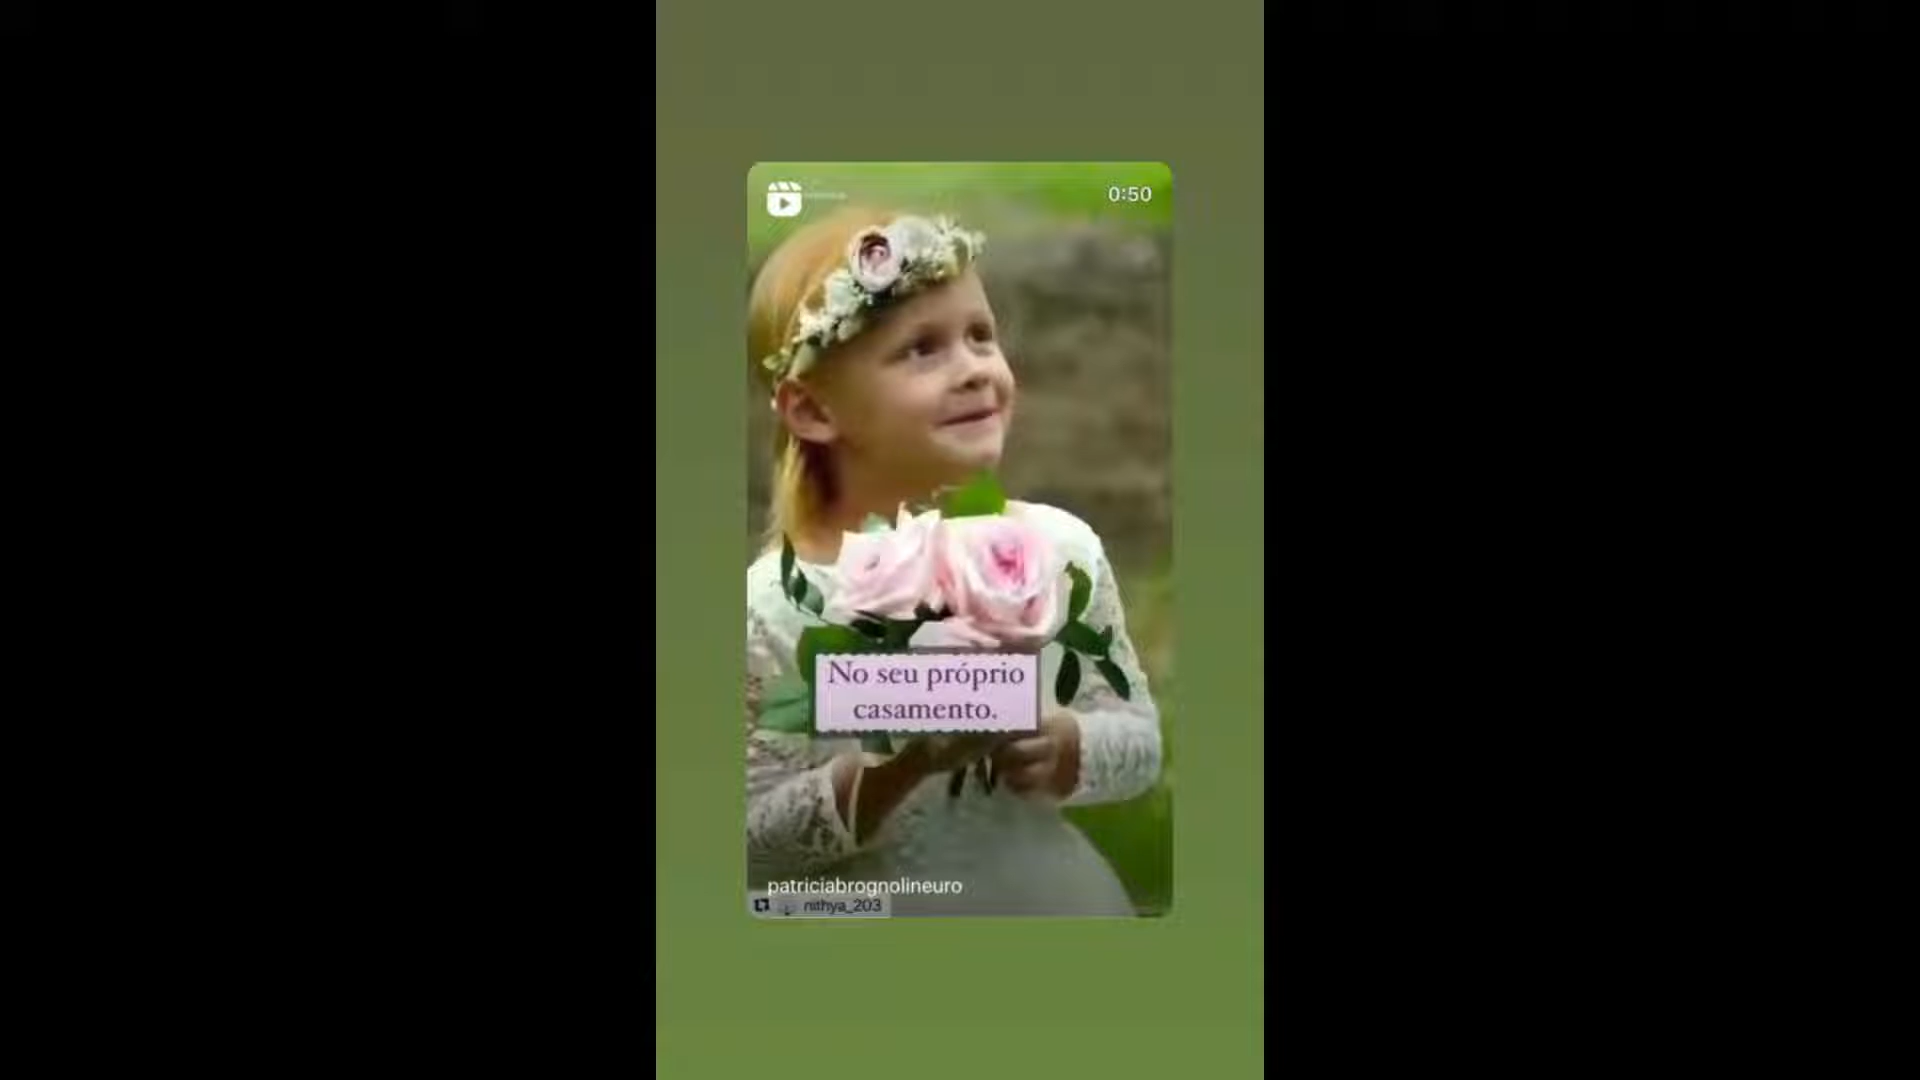 0:50
No seu próprio
casamento.
patriciabrognolineuro
nithya_203